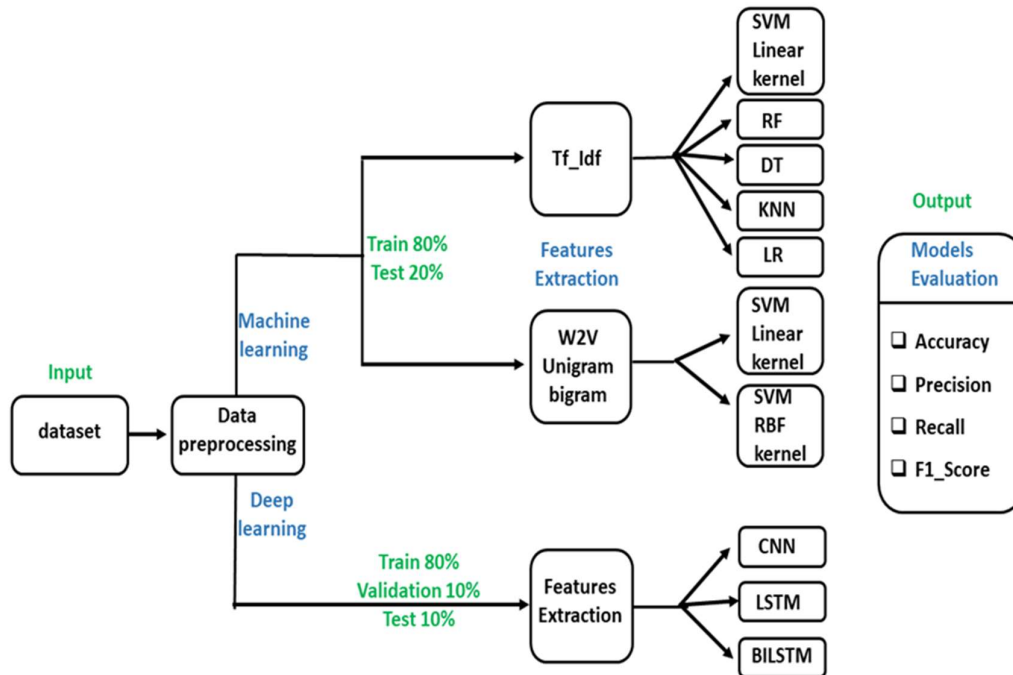 Input
dataset
Data
preprocessing
Machine
learning
Deep
learning
Train 80%
Test 20%
Train 80%
Validation 10%
Test 10%
Tf_Idf
Features
Extraction
W2V
Unigram
bigram
Features
Extraction
SVM
Linear
kernel
RF
DT
KNN
LR
SVM
Linear
kernel
SVM
RBF
kernel
CNN
LSTM
BILSTM
Output
Models
Evaluation
Accuracy
Precision
Recall
F1_Score